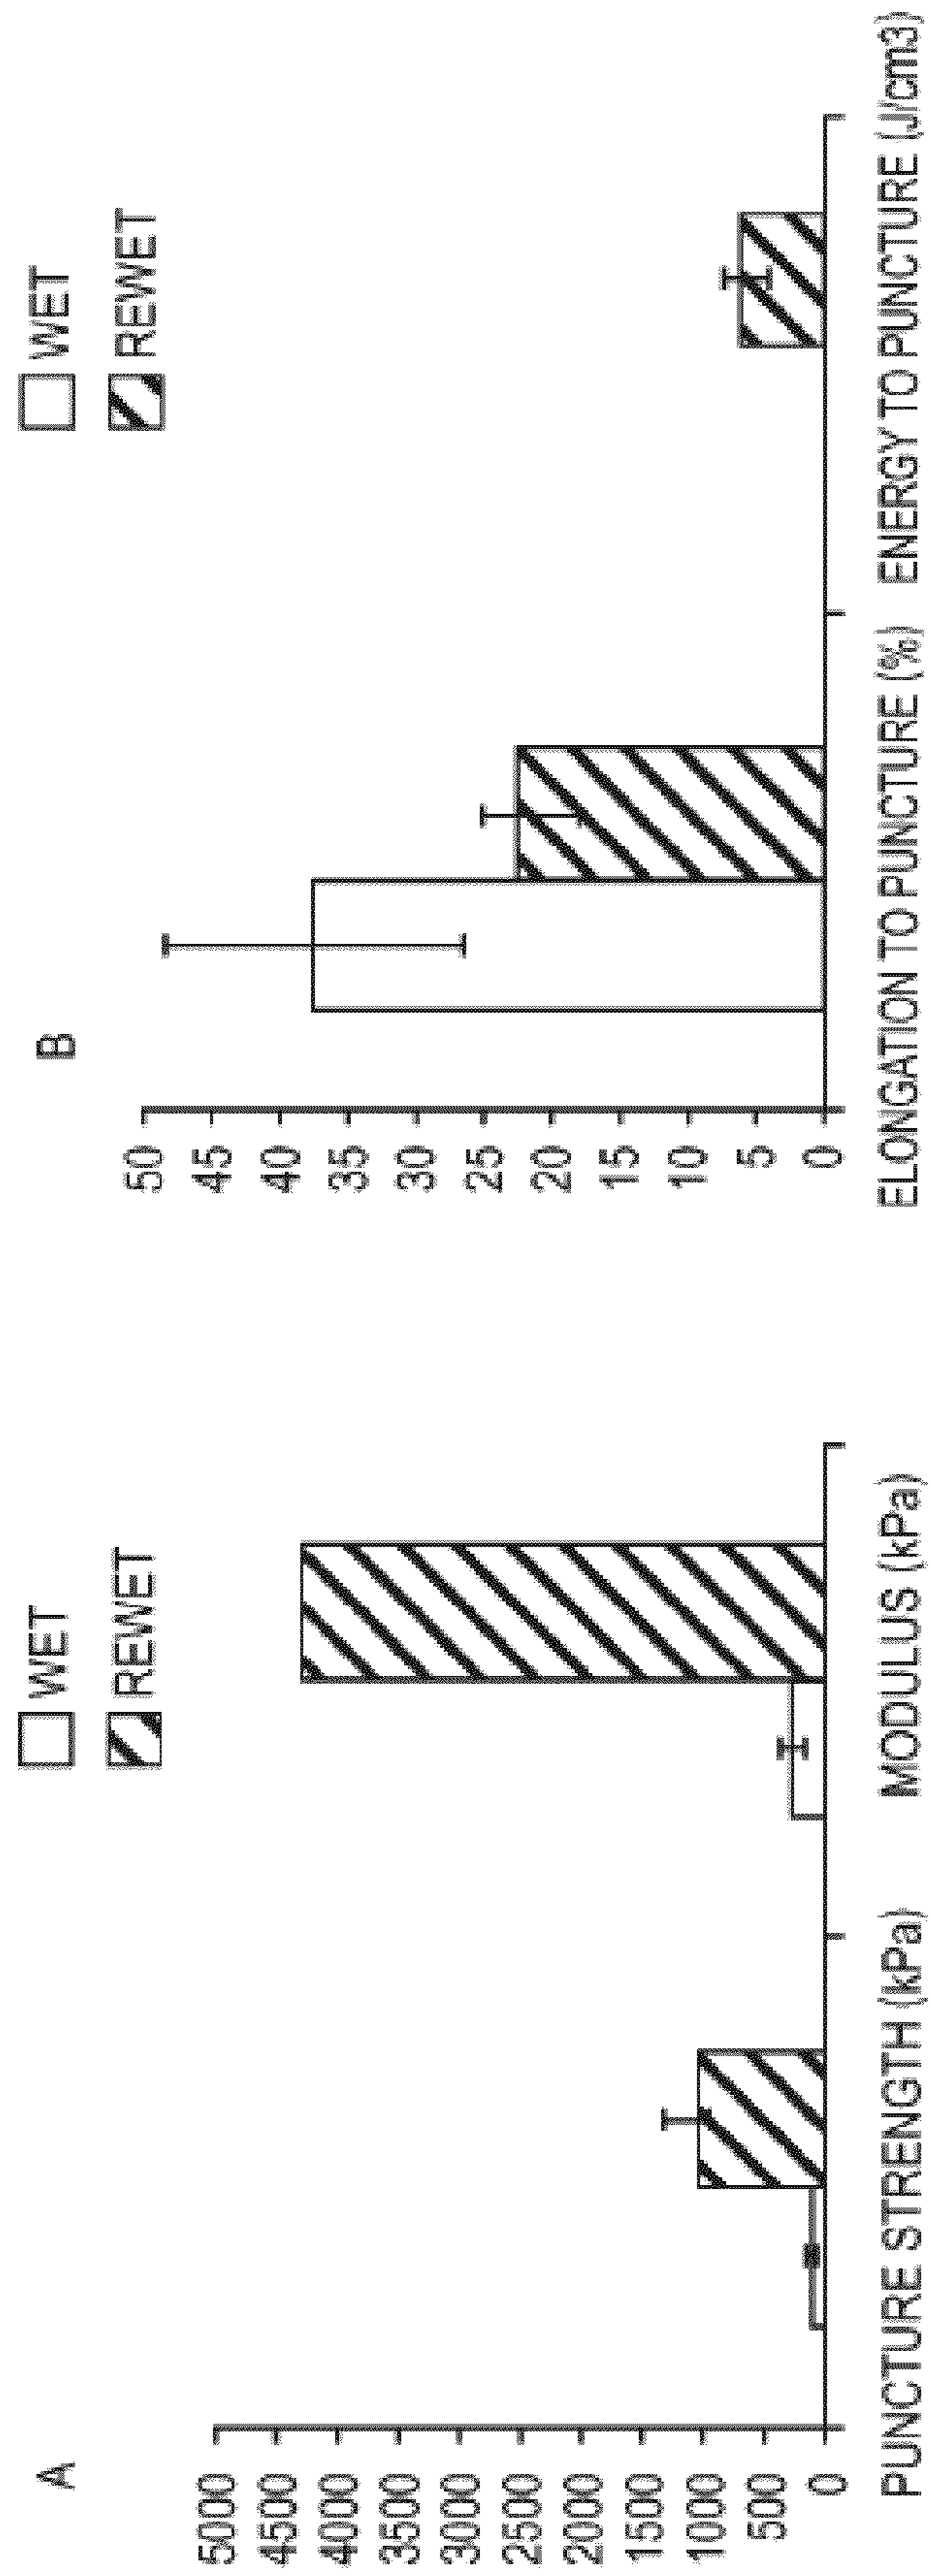 A
WET
REWET
5000
4500
4000
3500
3000
2500
2000
1500
1000
500
0
PUNCTURE STRENGTH (kPa)
MODULUS (kPa)
B
WET
REWET
50
45
40
35
30
25
20
15
10
5
0
ELONGATION TO PUNCTURE (%)
ENERGY TO PUNCTURE (J/cm3)